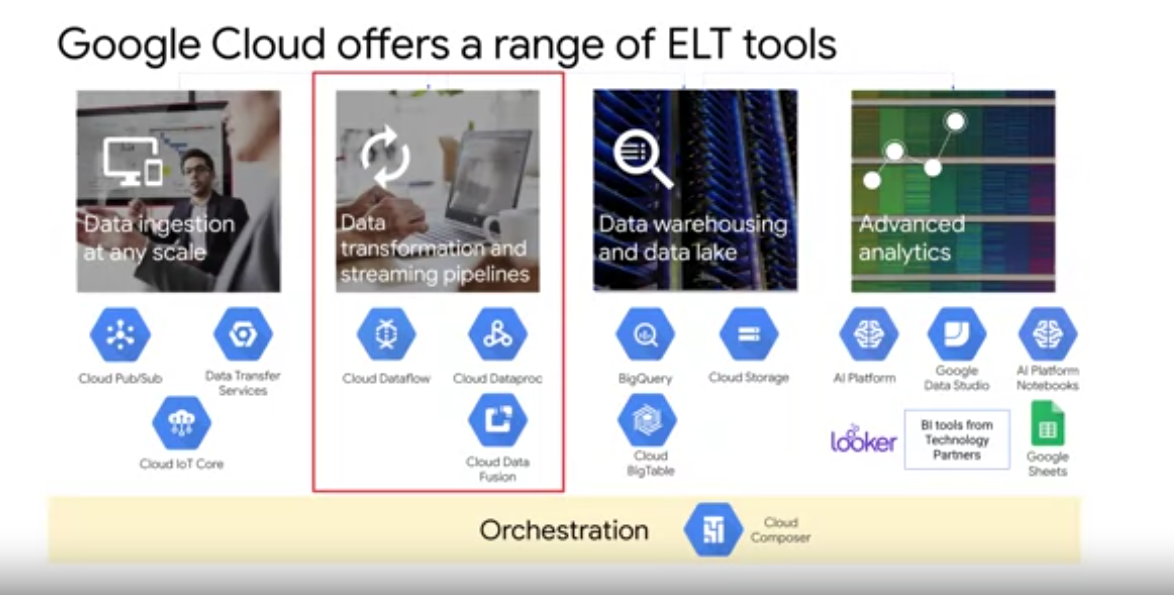 Google Cloud offers a range of ELT tools
Data ingestion
at any scale
Data
transformation and
streaming pipelines
Data warehousing
and data lake
Advanced
analytics
Cloud Pub/Sub
Data Transfer
Services
Cloud IoT Core
Cloud Dataflow
Cloud Dataproc
Cloud Data
Fusion
BigQuery
Cloud Storage
Cloud
BigTable
AI Platform
Google
Data Studio
AI Platform
Notebooks
looker
BI tools from
Technology
Partners
Google
Sheets
Orchestration
Cloud
Composer